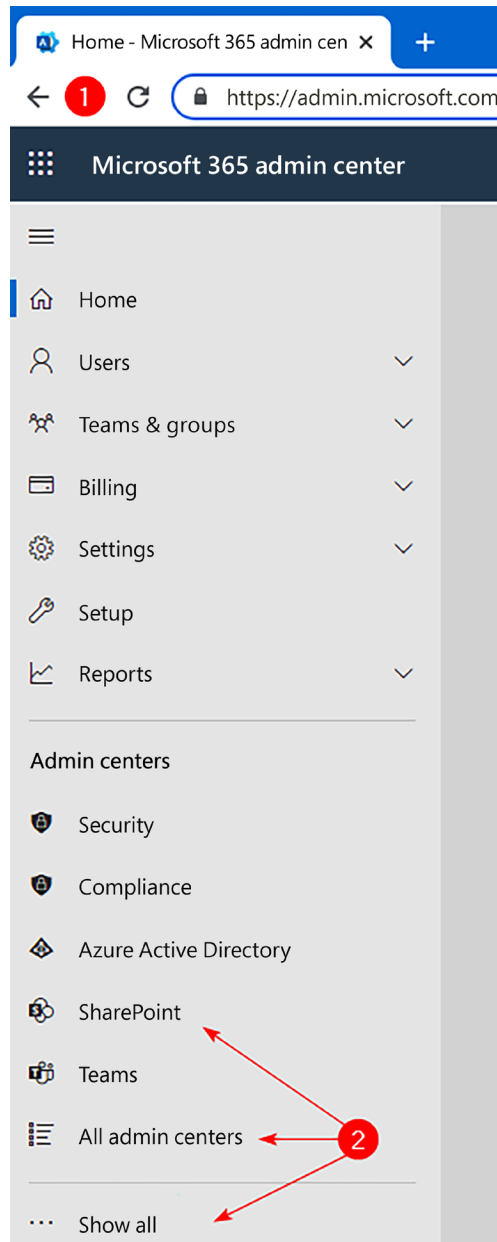 Home - Microsoft 365 admin cen
1 https://admin.microsoft.com
Microsoft 365 admin center
Home
Users
Teams & groups
Billing
Settings
Setup
Reports
Admin centers
Security
Compliance
Azure Active Directory
SharePoint
Teams
All admin centers 2
Show all